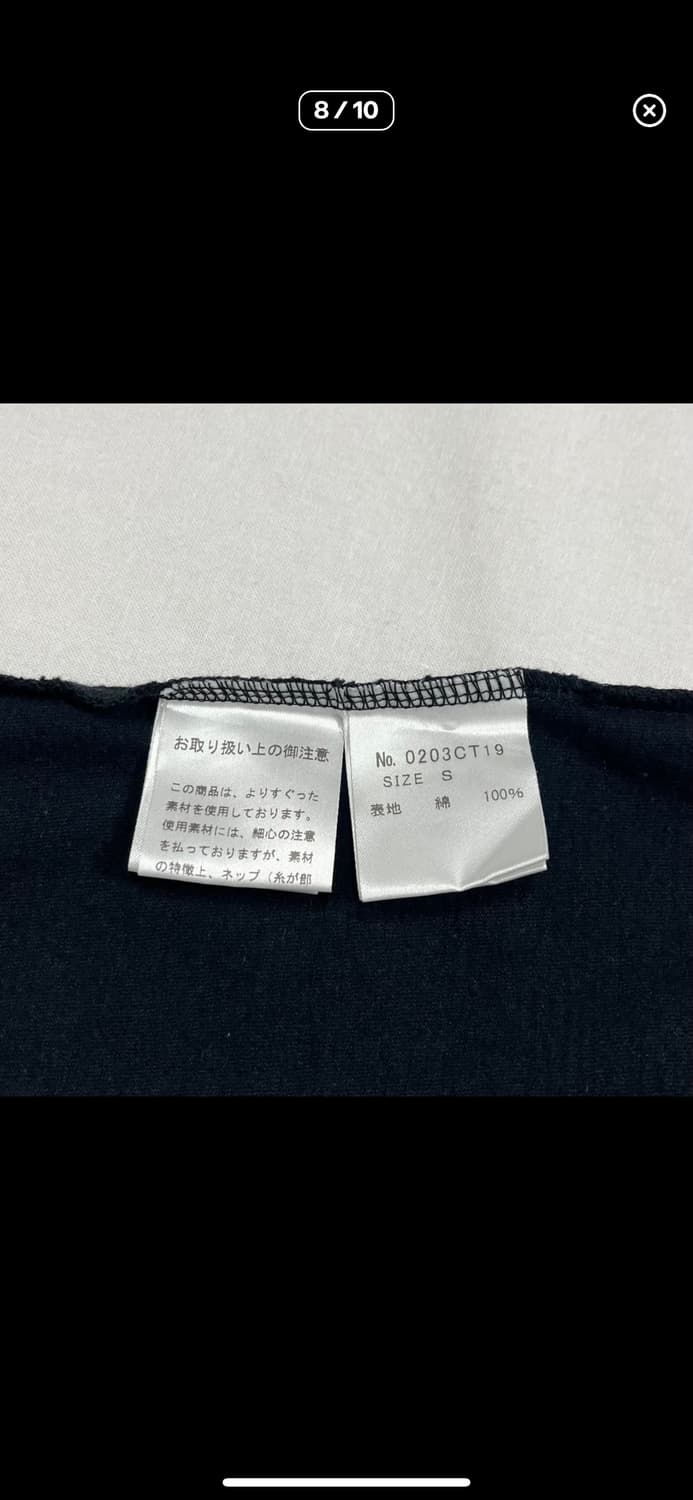 8/10
お取り扱い上の御注意
この商品は、よりすぐった
素材を使用しております。
使用素材には、細心の注意
を払っておりますが、素材
の特徴上、ネップ（糸が部
№ 0203CT19
SIZE S
表地 綿 100%